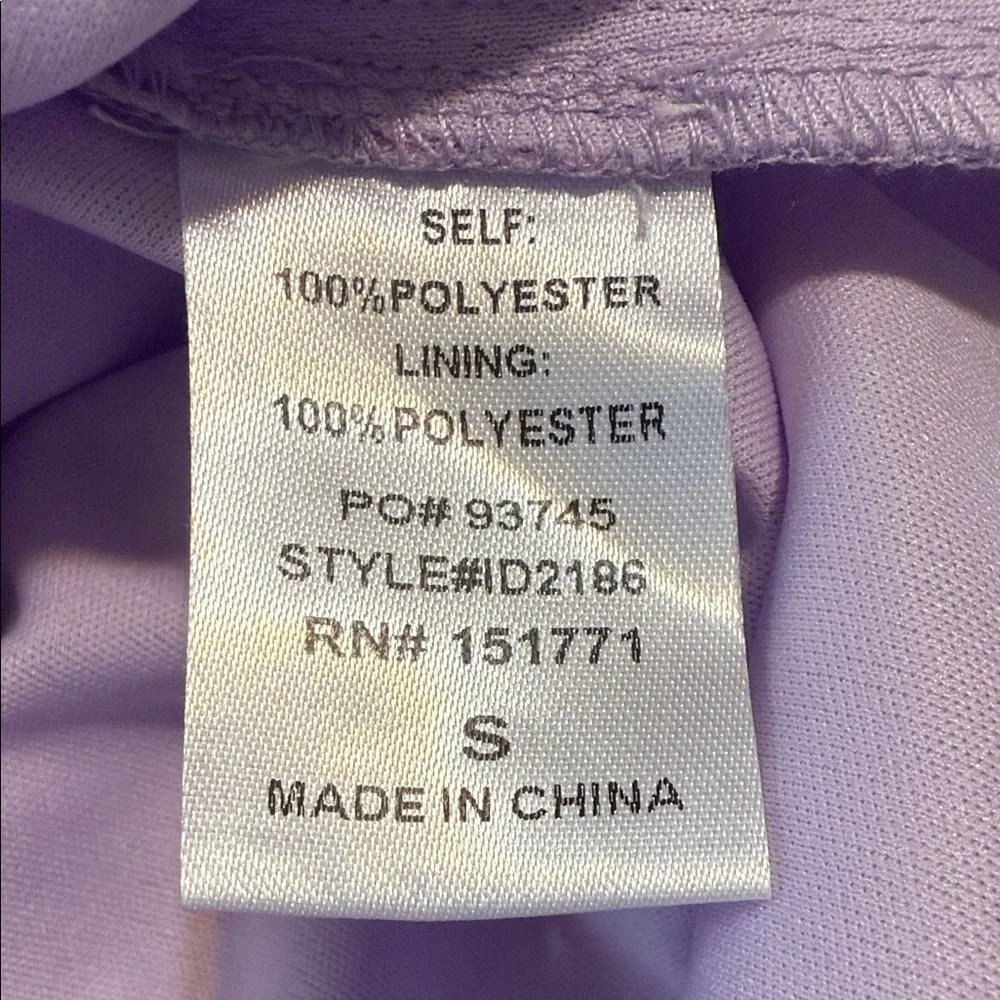 SELF:
100%POLYESTER
LINING:
100%POLYESTER
PO# 93745
STYLE#ID2186
RN# 151771
S
MADE IN CHINA